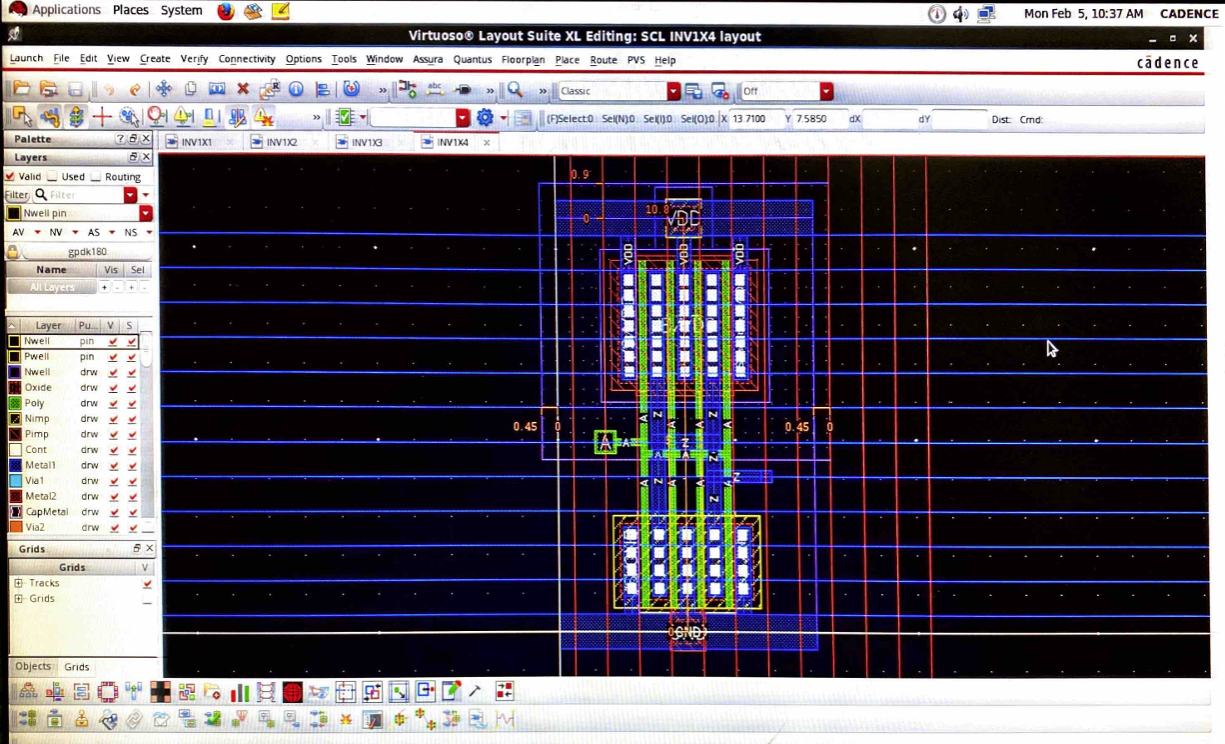 Applications Places System Mon Feb 5, 10:37 AM CADENCE
Virtuoso® Layout Suite XL Editing: SCL INV1X4 layout
Launch File Edit View Create Verify Connectivity Options Tools Window Assura Quantus Floorplan Place Route PVS Help cādence
» abc » » Classic Off
» (F)Select:0 Sel(N):0 Sel(I):0 Sel(O):0 X 13.7100 Y 7.5850 dX dY Dist: Cmd:
Palette ?
INV1X1 INV1X2 INV1X3 INV1X4
Layers
Valid Used Routing
Filter Filter
Nwell pin
AV NV AS NS
gpdk180
Name Vis Sel
All Layers + - + -
Layer Pu... V S
Nwell pin
Pwell pin
Nwell drw
Oxide drw
Poly drw
Nimp drw
Pimp drw
Cont drw
Metal1 drw
Via1 drw
Metal2 drw
CapMetal drw
Via2 drw
Grids
Grids V
Tracks
Grids
Objects Grids
0.9
0 10.8 VDD
VDD VDD VDD
0.45 0 0.45 0
A Z A Z A
A A Z
A A Z
A Z A Z A Z
Z
GND